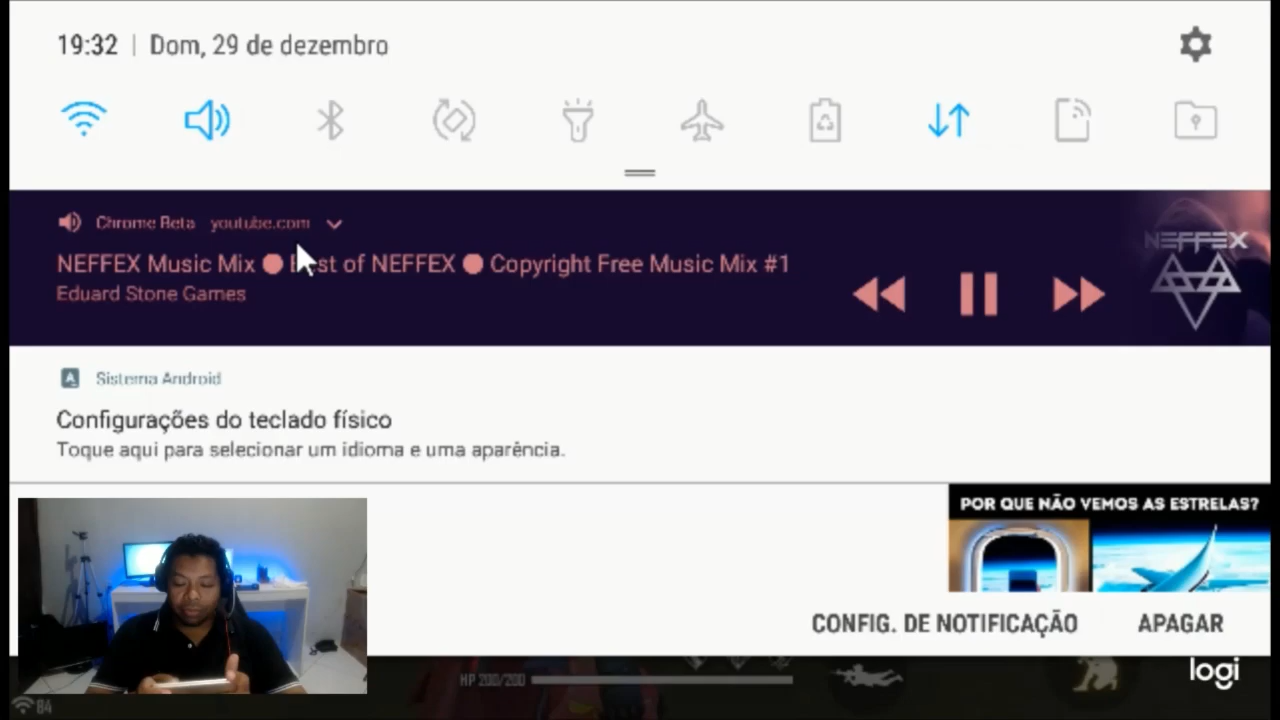 19:32 | Dom, 29 de dezembro
Chrome Beta youtube.com
NEFFEX Music Mix ● Best of NEFFEX ● Copyright Free Music Mix #1
Eduard Stone Games
NEFFEX
Sistema Android
Configurações do teclado físico
Toque aqui para selecionar um idioma e uma aparência.
POR QUE NÃO VEMOS AS ESTRELAS?
CONFIG. DE NOTIFICAÇÃO APAGAR
logi
HP 200/200
84